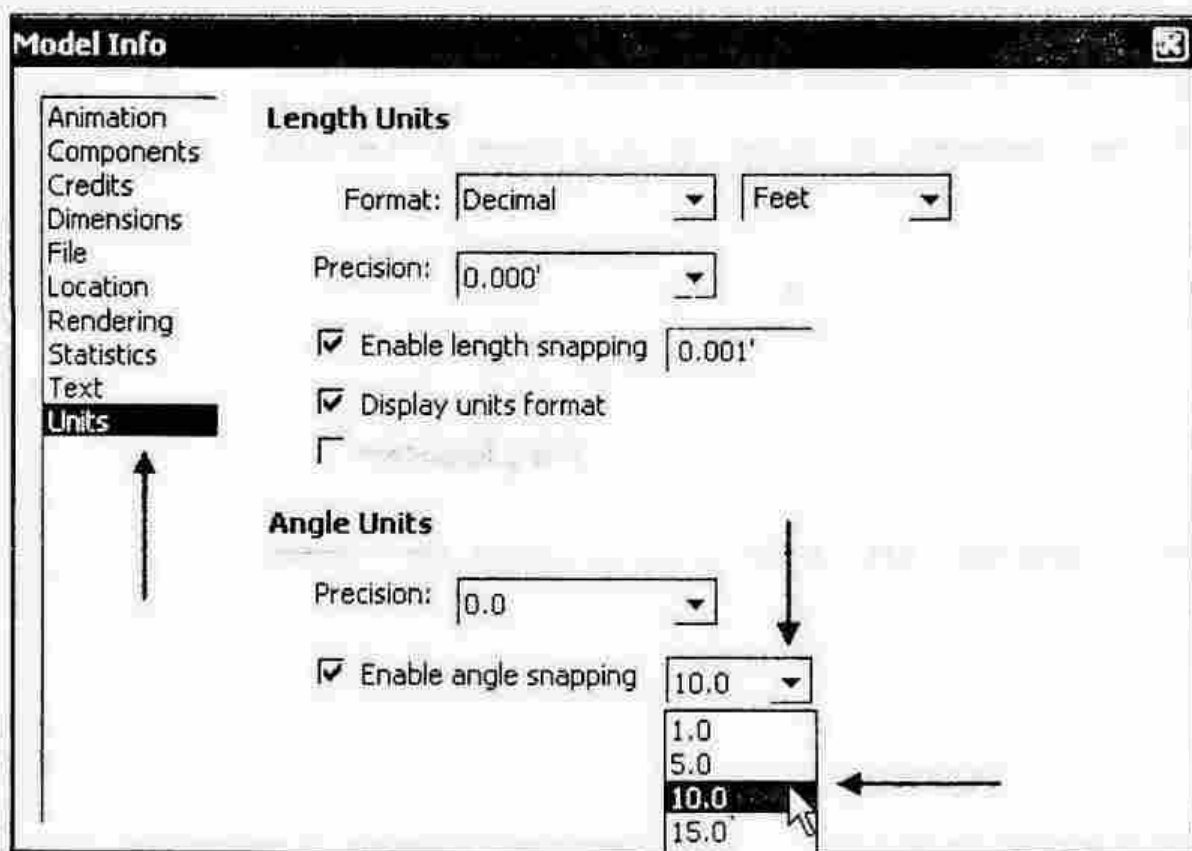 Model Info
Animation
Components
Credits
Dimensions
File
Location
Rendering
Statistics
Text
Units
Length Units
Format: Decimal Feet
Precision: 0.000'
Enable length snapping 0.001'
Display units format
Angle Units
Precision: 0.0
Enable angle snapping 10.0
1.0
5.0
10.0
15.0